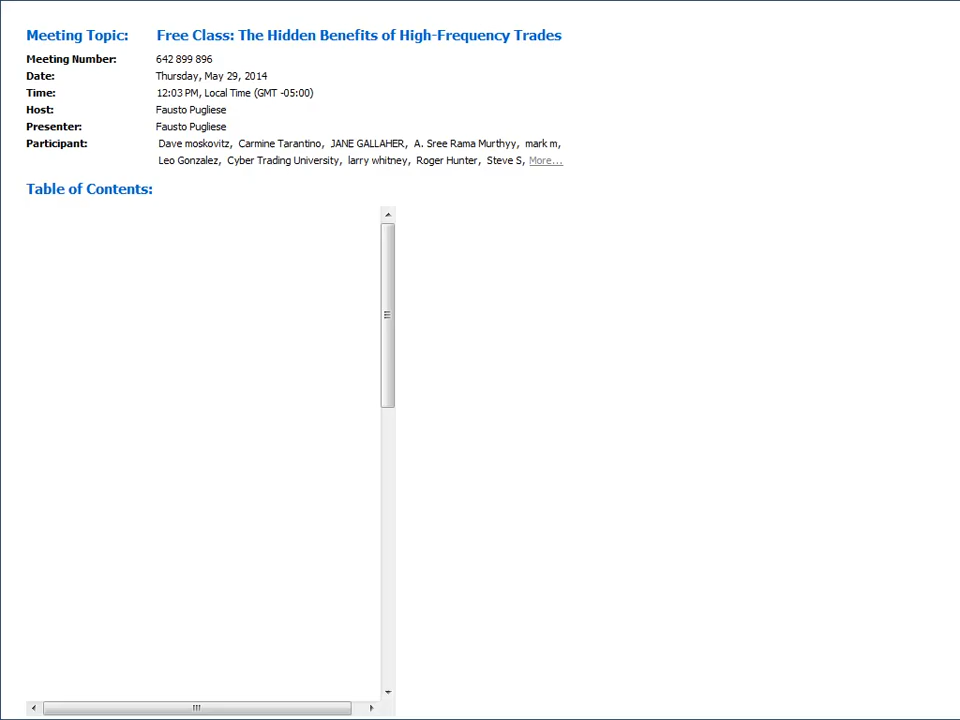 Meeting Topic: Free Class: The Hidden Benefits of High-Frequency Trades
Meeting Number: 642 899 896
Date: Thursday, May 29, 2014
Time: 12:03 PM, Local Time (GMT -05:00)
Host: Fausto Pugliese
Presenter: Fausto Pugliese
Participant: Dave moskovitz, Carmine Tarantino, JANE GALLAHER, A. Sree Rama Murthyy, mark m,
Leo Gonzalez, Cyber Trading University, larry whitney, Roger Hunter, Steve S, More...
Table of Contents: